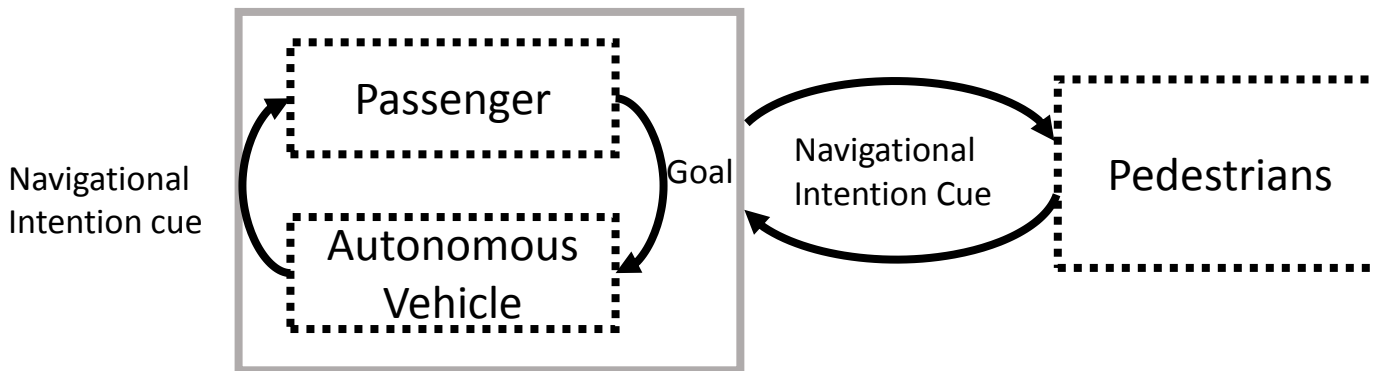 Passenger
Navigational
Intention cue
Goal
Autonomous
Vehicle
Navigational
Intention Cue
Pedestrians